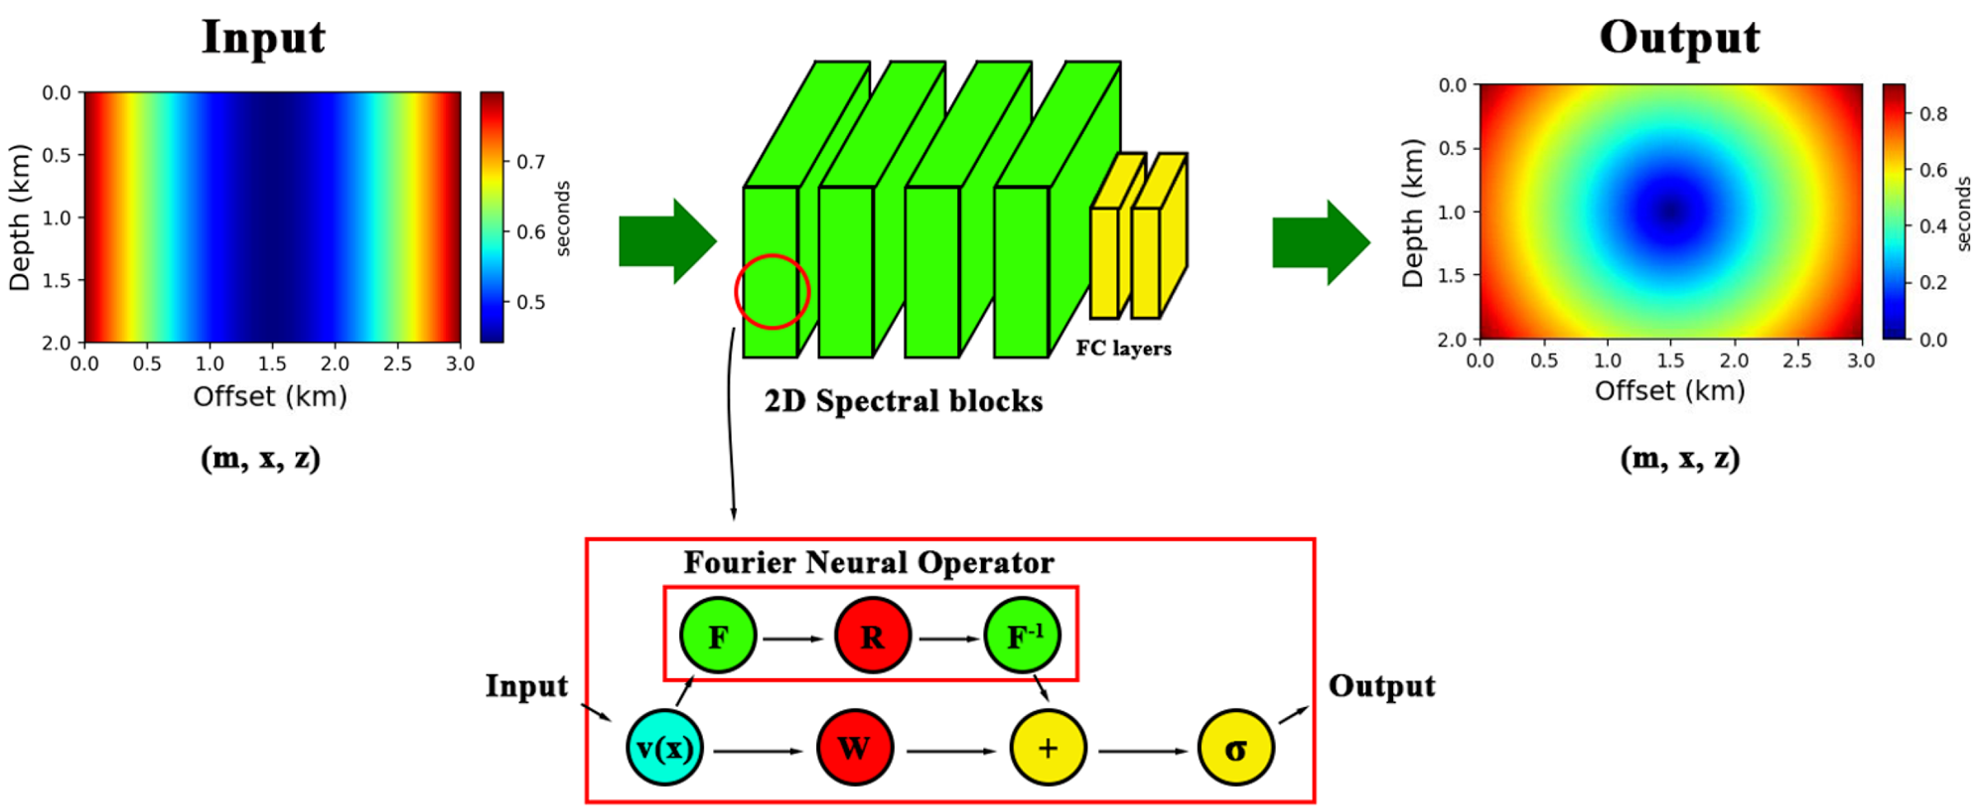 Input
0.0
0.5
1.0
1.5
2.0
Depth (km)
0.0 0.5 1.0 1.5 2.0 2.5 3.0
Offset (km)
0.7
0.6
0.5
seconds
(m, x, z)
FC layers
2D Spectral blocks
Output
0.0
0.5
1.0
1.5
2.0
Depth (km)
0.0 0.5 1.0 1.5 2.0 2.5 3.0
Offset (km)
0.8
0.6
0.4
0.2
0.0
seconds
(m, x, z)
Fourier Neural Operator
F R F⁻¹
Input
Output
v(x) W + σ